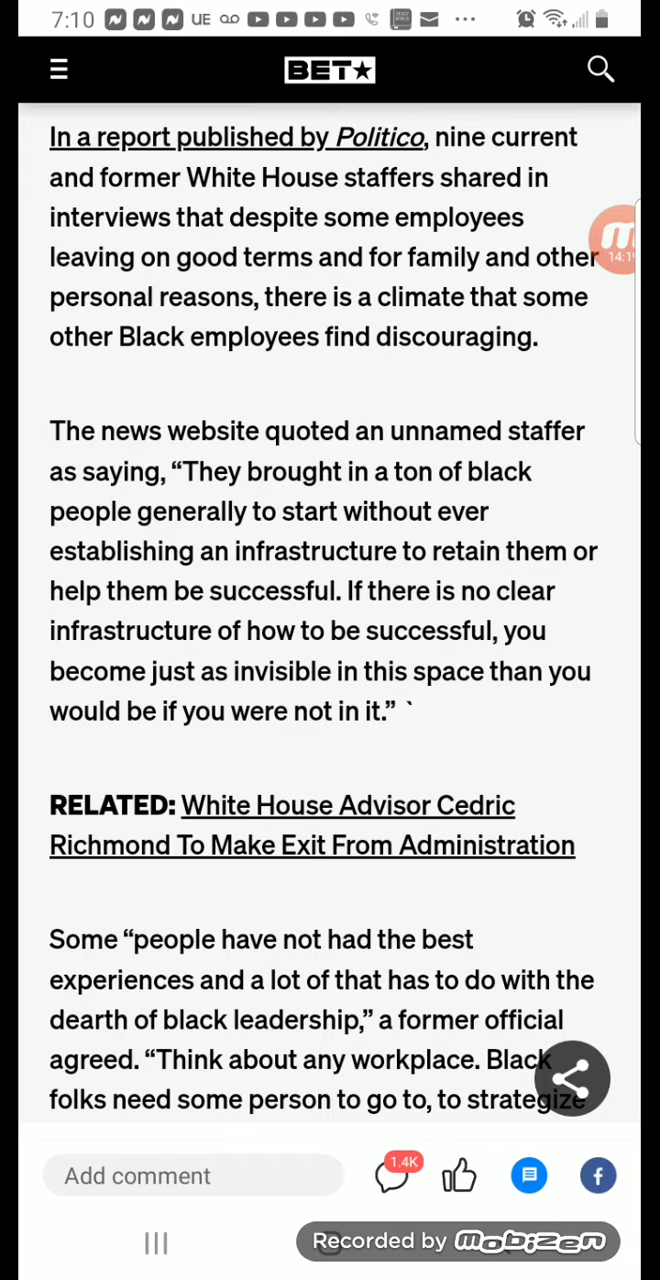 7:10 UE
BET★
In a report published by Politico, nine current
and former White House staffers shared in
interviews that despite some employees
leaving on good terms and for family and other
personal reasons, there is a climate that some
other Black employees find discouraging.
The news website quoted an unnamed staffer
as saying, “They brought in a ton of black
people generally to start without ever
establishing an infrastructure to retain them or
help them be successful. If there is no clear
infrastructure of how to be successful, you
become just as invisible in this space than you
would be if you were not in it.” `
RELATED: White House Advisor Cedric
Richmond To Make Exit From Administration
Some “people have not had the best
experiences and a lot of that has to do with the
dearth of black leadership,” a former official
agreed. “Think about any workplace. Black
folks need some person to go to, to strategize
Add comment
1.4K
Recorded by mobizen